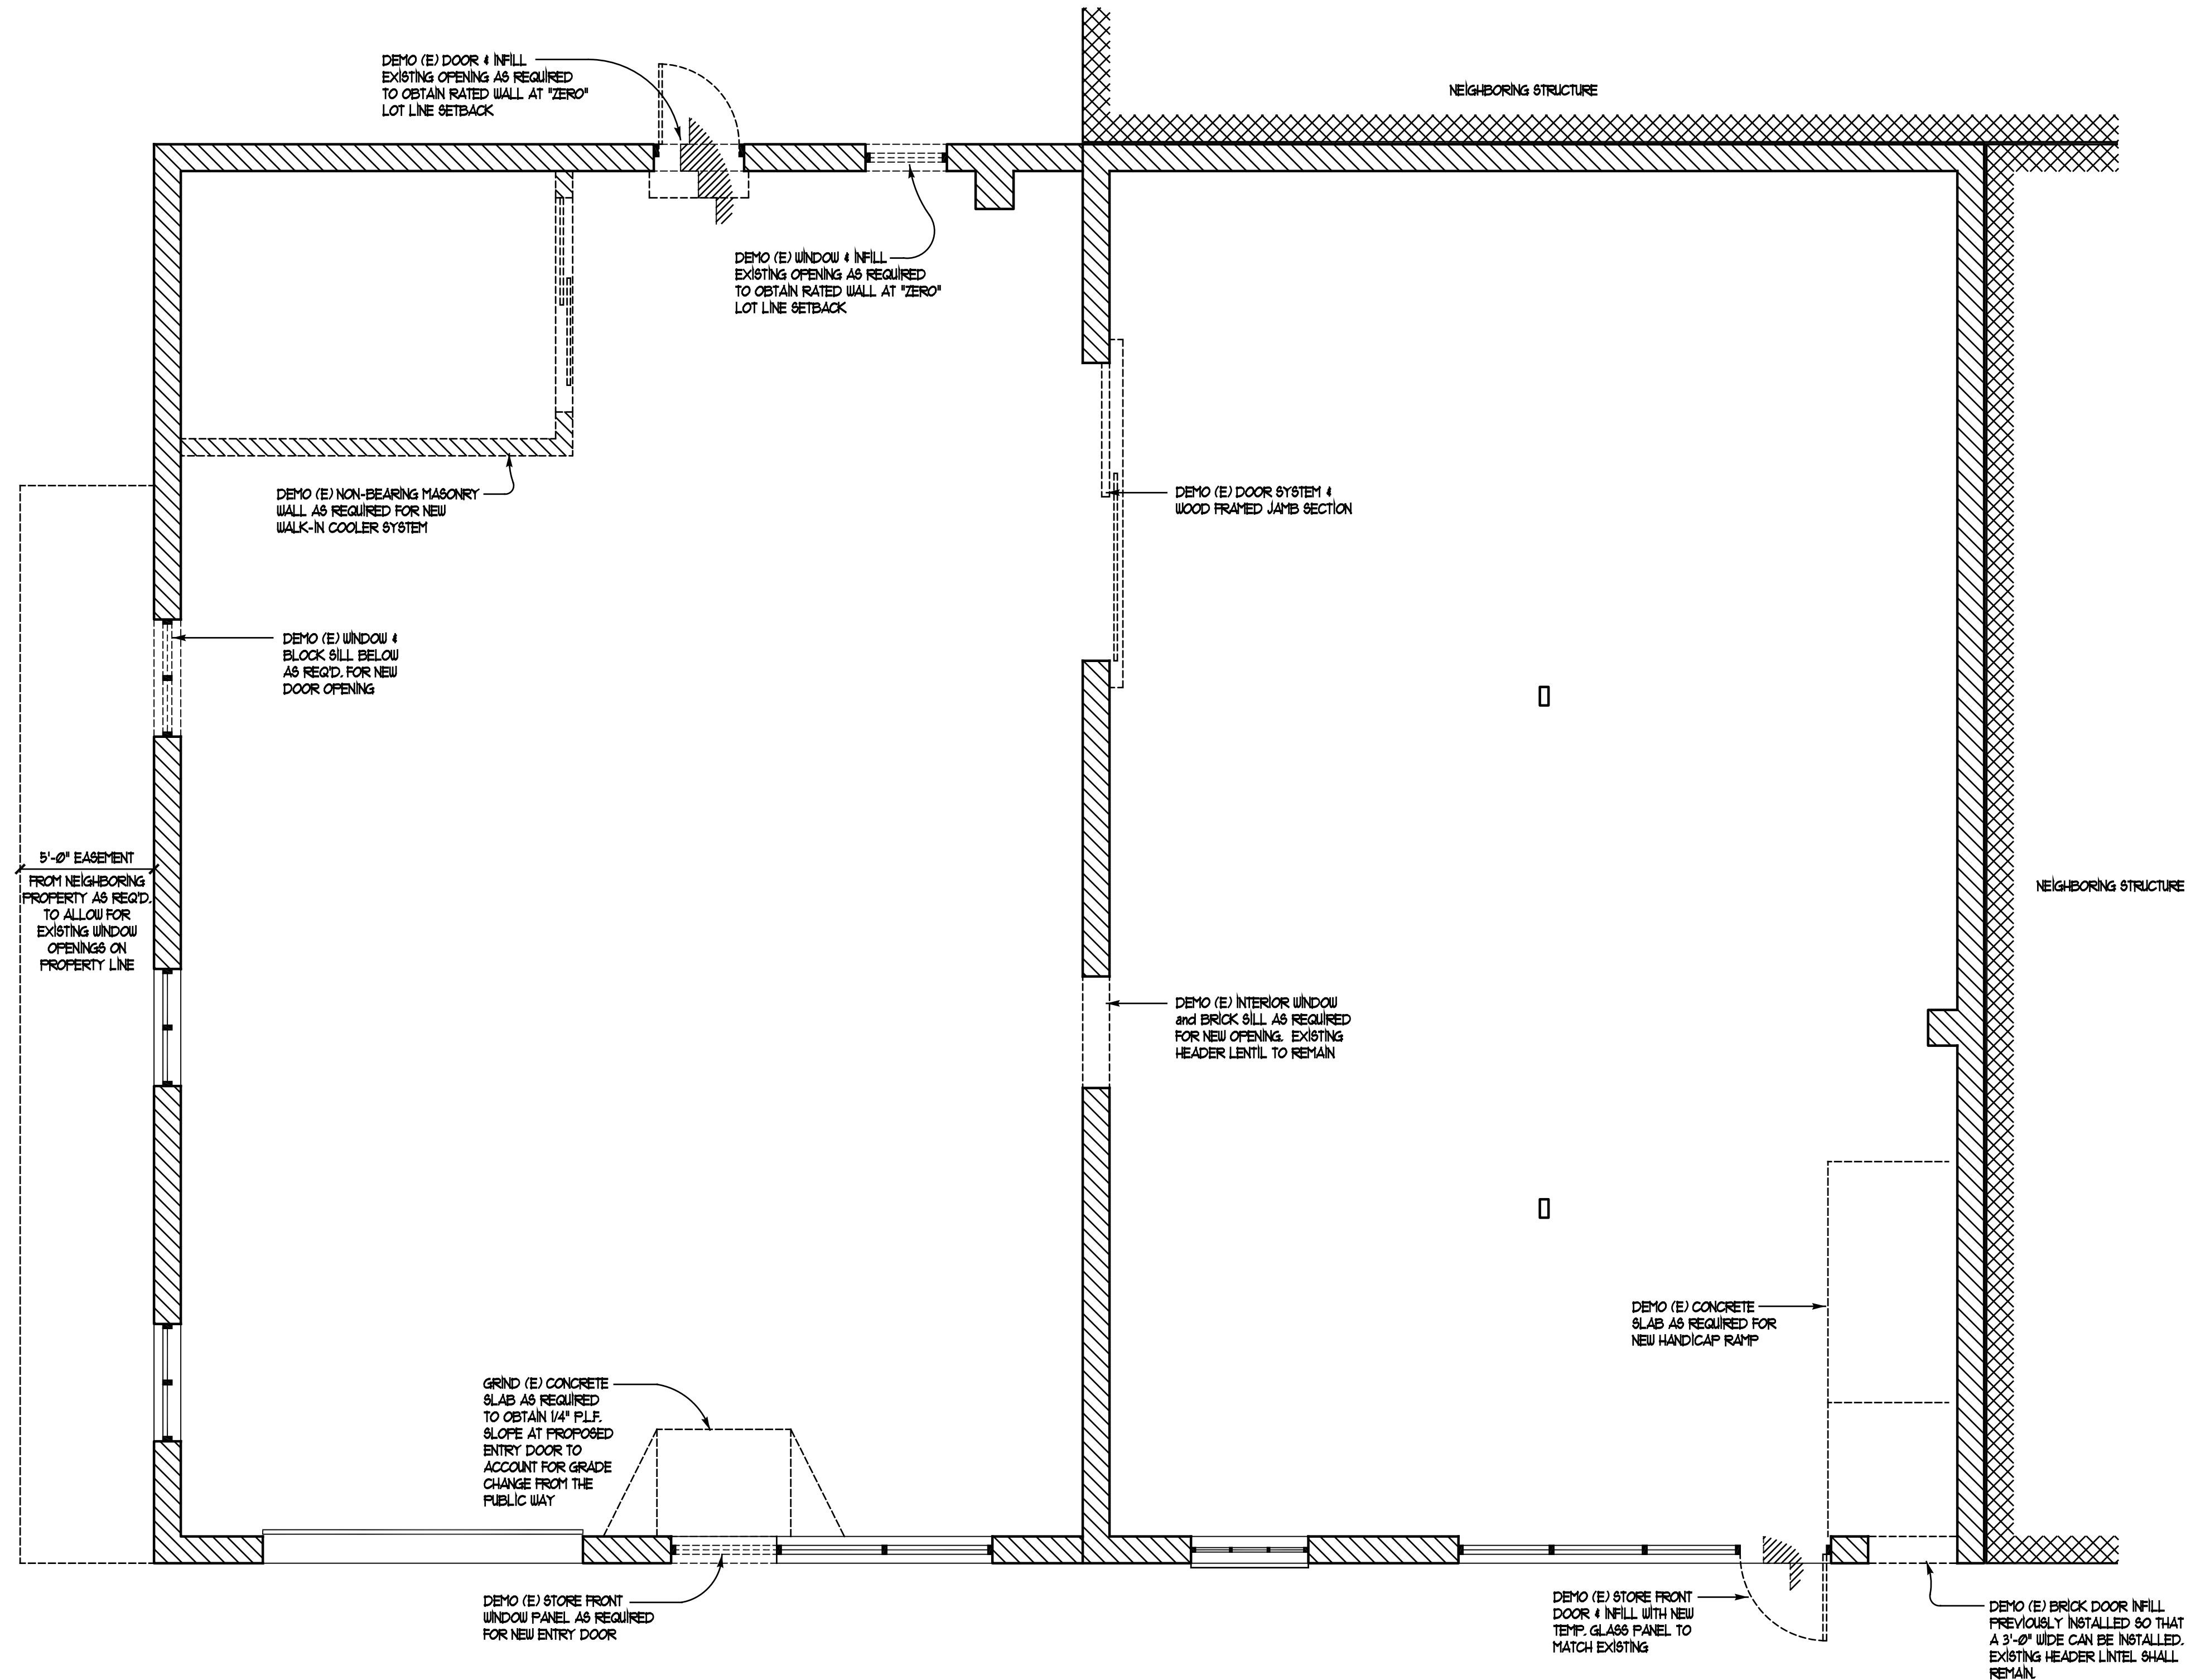 DEMO (E) DOOR & INFILL
EXISTING OPENING AS REQUIRED
TO OBTAIN RATED WALL AT "ZERO"
LOT LINE SETBACK
NEIGHBORING STRUCTURE
DEMO (E) WINDOW & INFILL
EXISTING OPENING AS REQUIRED
TO OBTAIN RATED WALL AT "ZERO"
LOT LINE SETBACK
DEMO (E) NON-BEARING MASONRY
WALL AS REQUIRED FOR NEW
WALK-IN COOLER SYSTEM
DEMO (E) DOOR SYSTEM &
WOOD FRAMED JAMB SECTION
DEMO (E) WINDOW &
BLOCK SILL BELOW
AS REQ'D. FOR NEW
DOOR OPENING
5'-0" EASEMENT
FROM NEIGHBORING
PROPERTY AS REQ'D.
TO ALLOW FOR
EXISTING WINDOW
OPENINGS ON
PROPERTY LINE
NEIGHBORING STRUCTURE
DEMO (E) INTERIOR WINDOW
and BRICK SILL AS REQUIRED
FOR NEW OPENING. EXISTING
HEADER LENTIL TO REMAIN
DEMO (E) CONCRETE
SLAB AS REQUIRED FOR
NEW HANDICAP RAMP
GRIND (E) CONCRETE
SLAB AS REQUIRED
TO OBTAIN 1/4" P.L.F.
SLOPE AT PROPOSED
ENTRY DOOR TO
ACCOUNT FOR GRADE
CHANGE FROM THE
PUBLIC WAY
DEMO (E) STORE FRONT
WINDOW PANEL AS REQUIRED
FOR NEW ENTRY DOOR
DEMO (E) STORE FRONT
DOOR & INFILL WITH NEW
TEMP. GLASS PANEL TO
MATCH EXISTING
DEMO (E) BRICK DOOR INFILL
PREVIOUSLY INSTALLED SO THAT
A 3'-0" WIDE CAN BE INSTALLED.
EXISTING HEADER LINTEL SHALL
REMAIN.